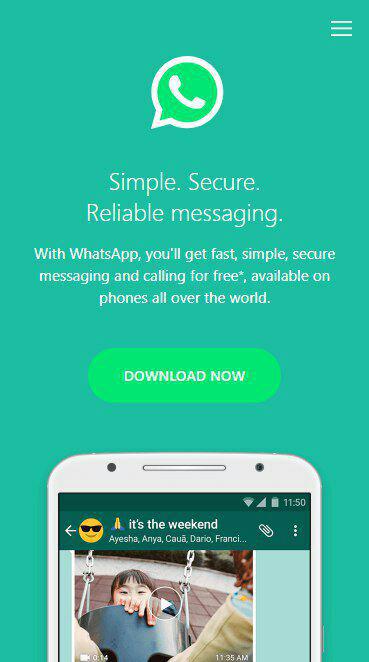 Simple. Secure.
Reliable messaging.
With WhatsApp, you'll get fast, simple, secure
messaging and calling for free*, available on
phones all over the world.
DOWNLOAD NOW
11:50
it's the weekend
Ayesha, Anya, Cauã, Dario, Franci...
0:14
11:35 AM